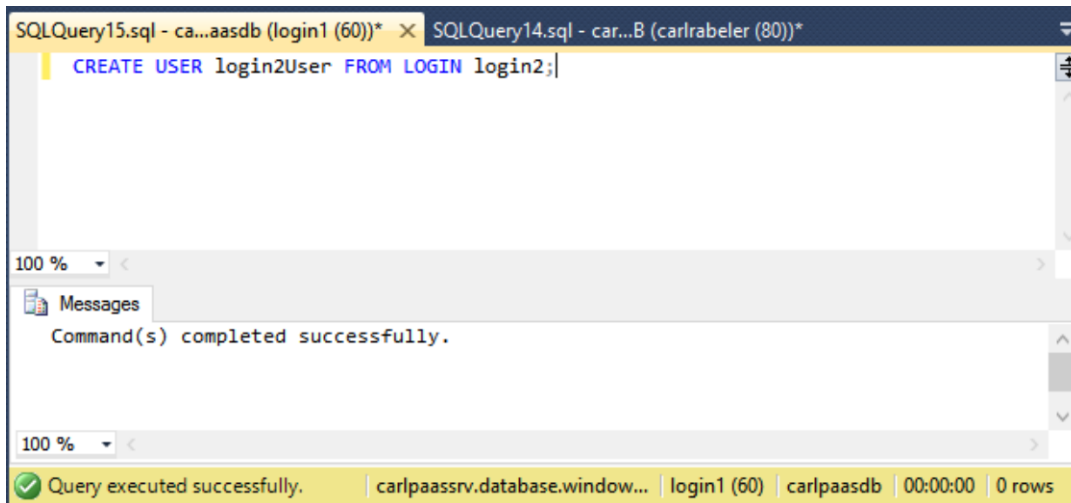 SQLQuery15.sql - ca...aasdb (login1 (60))* SQLQuery14.sql - car...B (carlrabeler (80))*
CREATE USER login2User FROM LOGIN login2;
100 %
Messages
Command(s) completed successfully.
100 %
Query executed successfully. carlpaassrv.database.window... login1 (60) carlpaasdb 00:00:00 0 rows